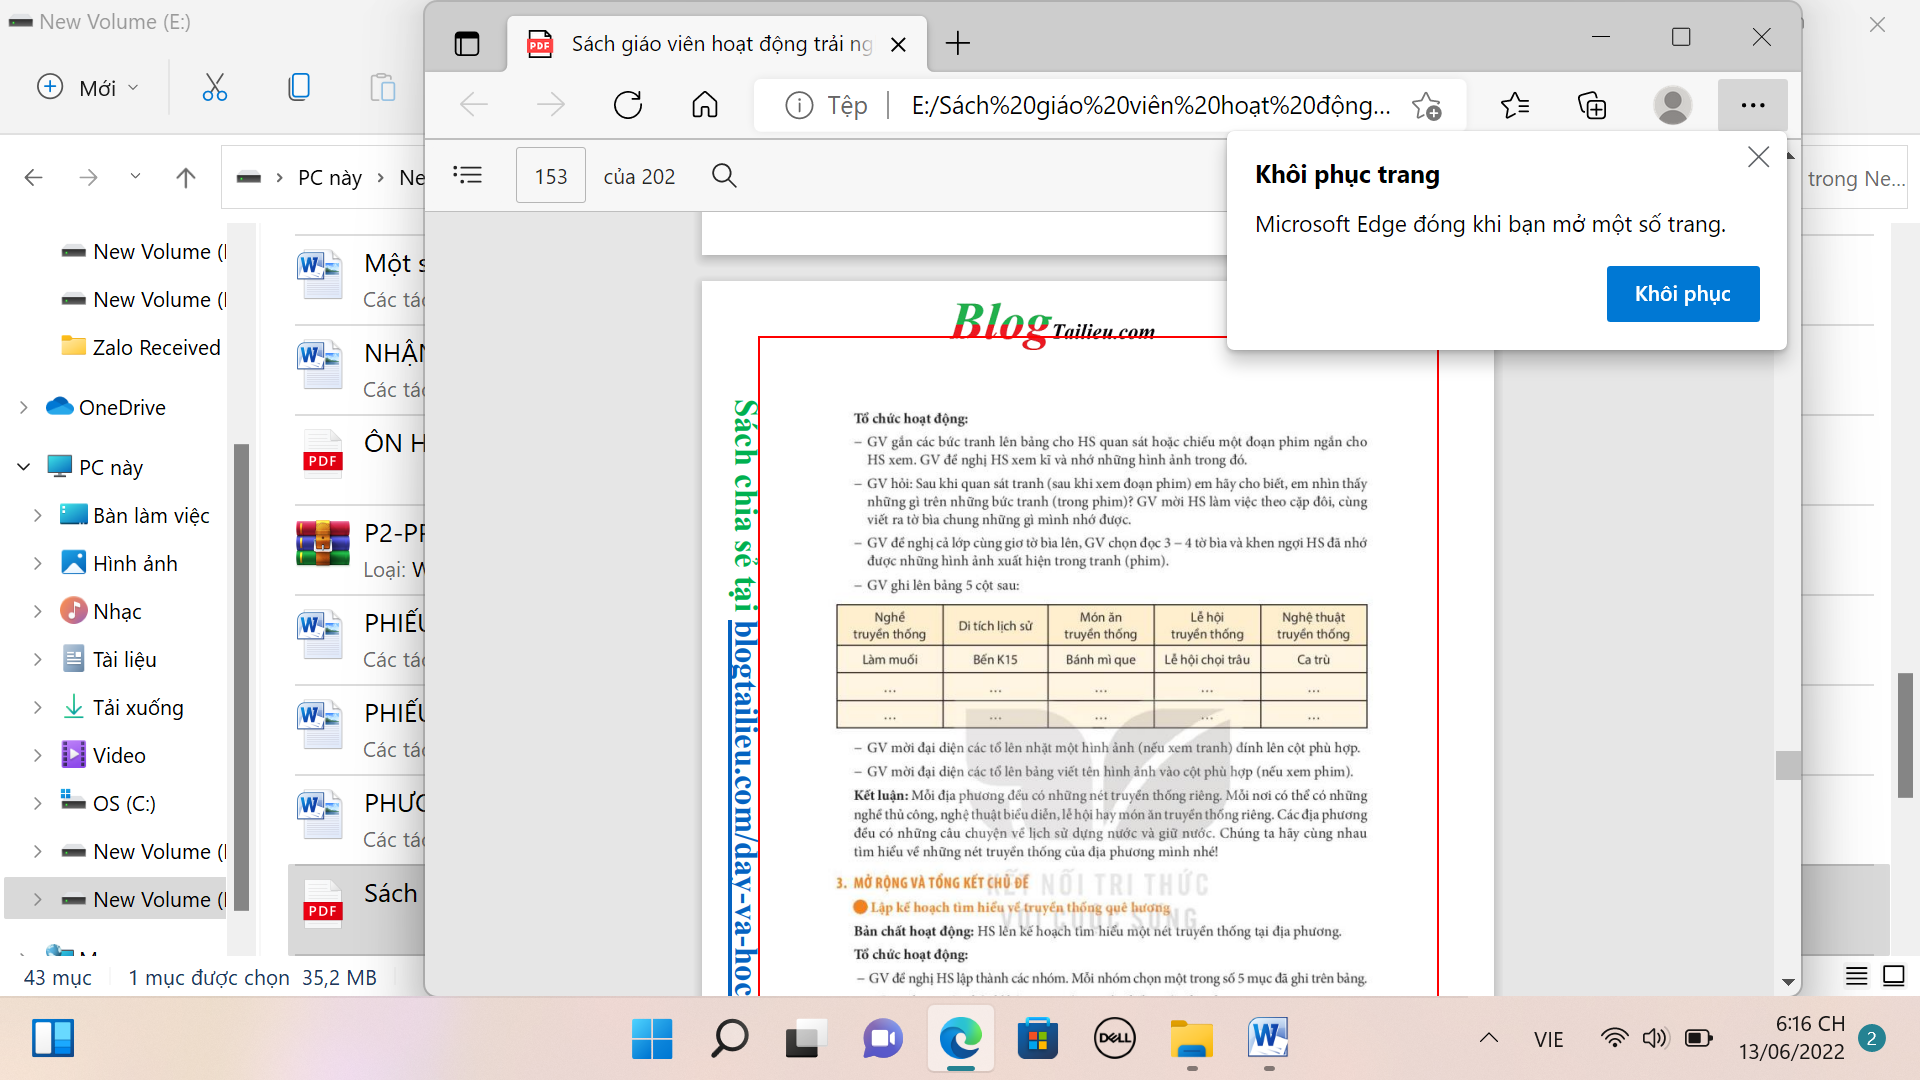 New Volume (E:)
Mới
PC này
Ne
trong Ne...
New Volume (
New Volume (
Zalo Received
OneDrive
PC này
Bàn làm việc
Hình ảnh
Nhạc
Tài liệu
Tải xuống
Video
OS (C:)
New Volume (
New Volume (
Một s
Các tác
NHẬN
Các tác
PDF
ÔN H
P2-PP
Loại: W
PHIẾU
Các tác
PHIẾU
Các tác
PHƯƠ
Các tác
PDF
Sách
43 mục
1 mục được chọn 35,2 MB
PDF
Sách giáo viên hoạt động trải ng
Tệp
E:/Sách%20giáo%20viên%20hoạt%20động...
153 của 202
Khôi phục trang
Microsoft Edge đóng khi bạn mở một số trang.
Khôi phục
Blog Tailieu.com
Sách chia sẻ tại blogtailieu.com/day-va-hoc
Tổ chức hoạt động:
– GV gắn các bức tranh lên bảng cho HS quan sát hoặc chiếu một đoạn phim ngắn cho
HS xem. GV đề nghị HS xem kĩ và nhớ những hình ảnh trong đó.
– GV hỏi: Sau khi quan sát tranh (sau khi xem đoạn phim) em hãy cho biết, em nhìn thấy
những gì trên những bức tranh (trong phim)? GV mời HS làm việc theo cặp đôi, cùng
viết ra tờ bìa chung những gì mình nhớ được.
– GV đề nghị cả lớp cùng giơ tờ bìa lên, GV chọn đọc 3 – 4 tờ bìa và khen ngợi HS đã nhớ
được những hình ảnh xuất hiện trong tranh (phim).
– GV ghi lên bảng 5 cột sau:
Nghề truyền thống | Di tích lịch sử | Món ăn truyền thống | Lễ hội truyền thống | Nghệ thuật truyền thống
Làm muối | Bến K15 | Bánh mì que | Lễ hội chọi trâu | Ca trù
... | ... | ... | ... | ...
... | ... | ... | ... | ...
– GV mời đại diện các tổ lên nhặt một hình ảnh (nếu xem tranh) đính lên cột phù hợp.
– GV mời đại diện các tổ lên bảng viết tên hình ảnh vào cột phù hợp (nếu xem phim).
Kết luận: Mỗi địa phương đều có những nét truyền thống riêng. Mỗi nơi có thể có những
nghề thủ công, nghệ thuật biểu diễn, lễ hội hay món ăn truyền thống riêng. Các địa phương
đều có những câu chuyện về lịch sử dựng nước và giữ nước. Chúng ta hãy cùng nhau
tìm hiểu về những nét truyền thống của địa phương mình nhé!
KẾT NỐI TRI THỨC
VỚI CUỘC SỐNG
3. MỞ RỘNG VÀ TỔNG KẾT CHỦ ĐỀ
Lập kế hoạch tìm hiểu về truyền thống quê hương
Bản chất hoạt động: HS lên kế hoạch tìm hiểu một nét truyền thống tại địa phương.
Tổ chức hoạt động:
– GV đề nghị HS lập thành các nhóm. Mỗi nhóm chọn một trong số 5 mục đã ghi trên bảng.
DELL
VIE
6:16 CH
13/06/2022
2